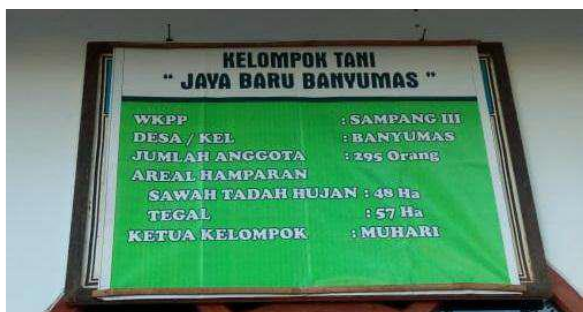 KELOMPOK TANI
" JAYA BARU BANYUMAS "
WKPP : SAMPANG III
DESA / KEL : BANYUMAS
JUMLAH ANGGOTA : 295 Orang
AREAL HAMPARAN
SAWAH TADAH HUJAN : 48 Ha
TEGAL : 57 Ha
KETUA KELOMPOK : MUHARI